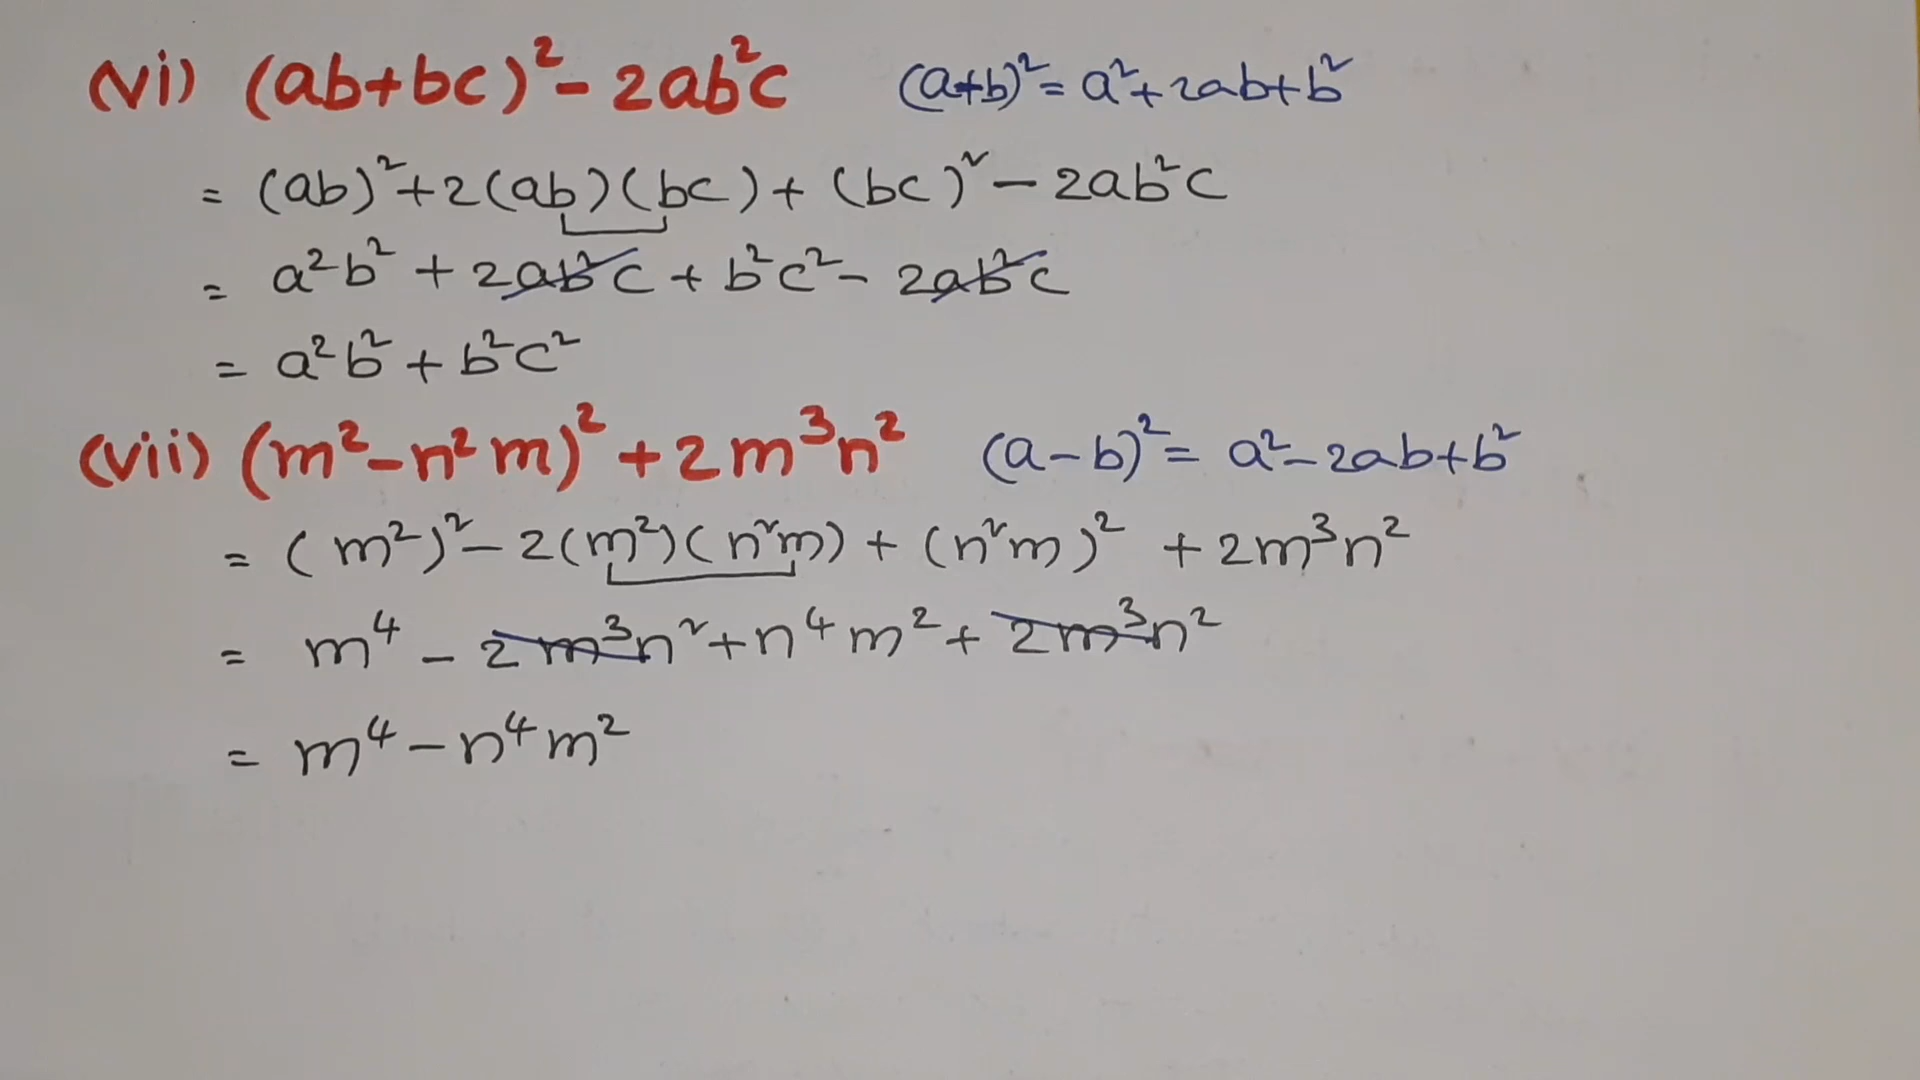 (vi) (ab+bc)² - 2ab²c (a+b)² = a²+2ab+b²
= (ab)²+2(ab)(bc)+(bc)² - 2ab²c
= a²b² + 2ab²c + b²c² - 2ab²c
= a²b² + b²c²
(vii) (m²-n²m)² + 2m³n² (a-b)² = a²-2ab+b²
= (m²)² - 2(m²)(n²m) + (n²m)² + 2m³n²
= m⁴ - 2m³n² + n⁴m² + 2m³n²
= m⁴ - n⁴m²